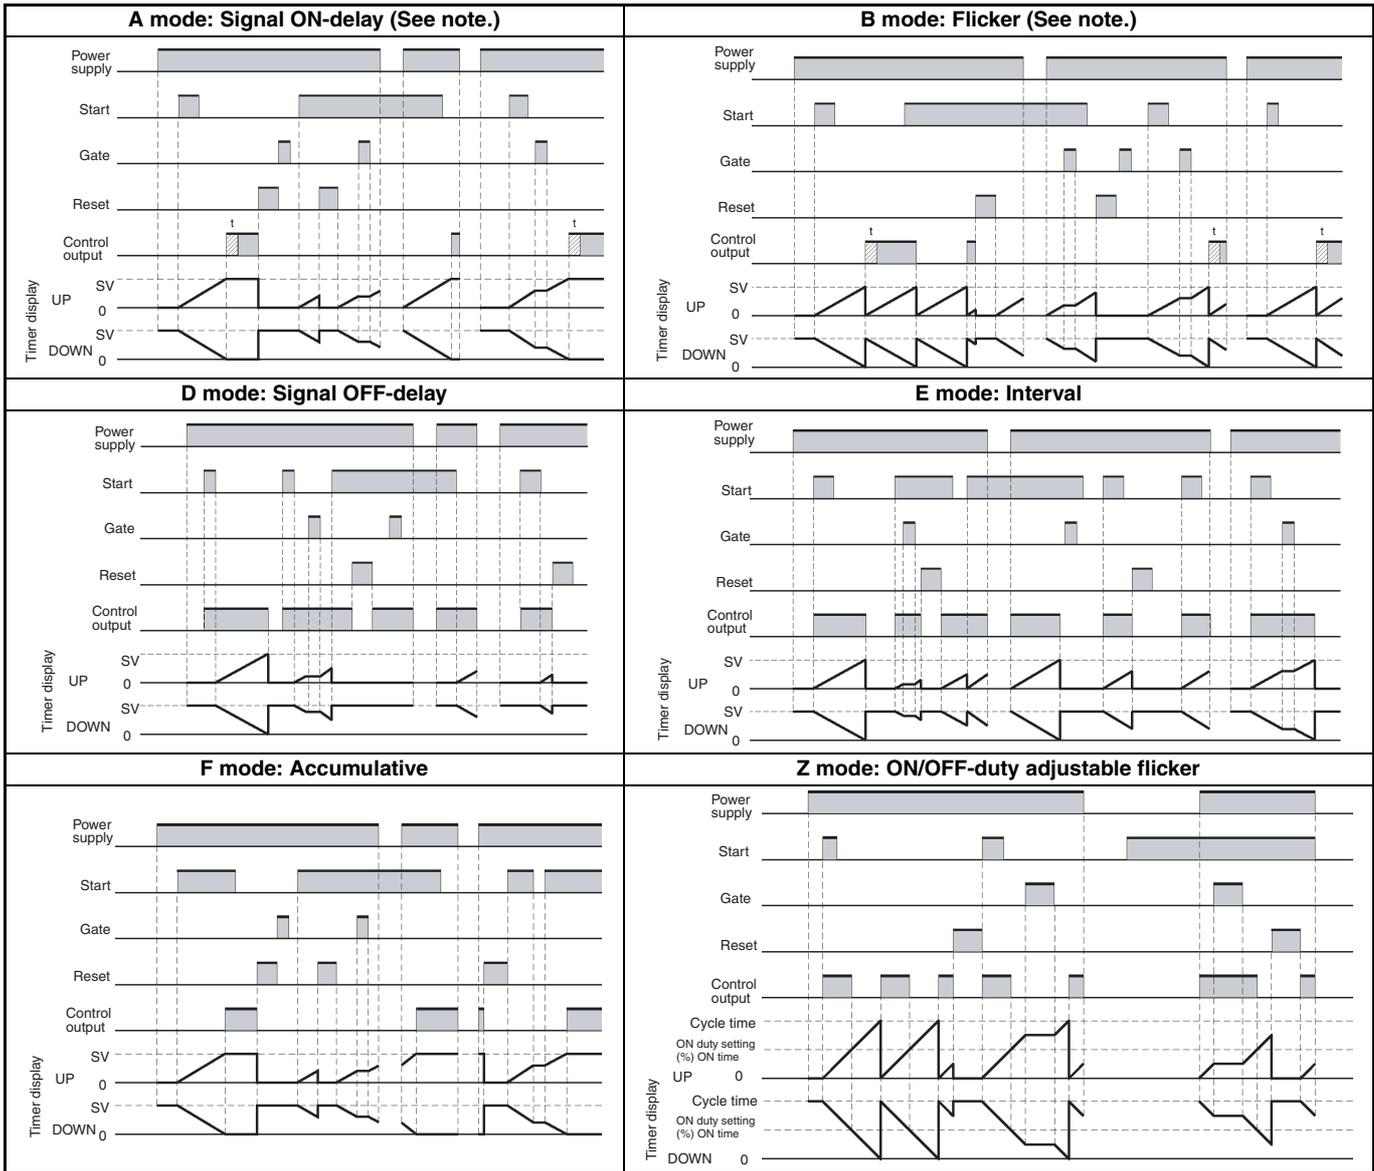 A mode: Signal ON-delay (See note.)
Power
supply
Start
Gate
Reset
t
t
Control
output
Timer display
UP
SV
0
DOWN
SV
0
B mode: Flicker (See note.)
Power
supply
Start
Gate
Reset
t
t
t
Control
output
Timer display
UP
SV
0
DOWN
SV
0
D mode: Signal OFF-delay
Power
supply
Start
Gate
Reset
Control
output
Timer display
UP
SV
0
DOWN
SV
0
E mode: Interval
Power
supply
Start
Gate
Reset
Control
output
Timer display
UP
SV
0
DOWN
SV
0
F mode: Accumulative
Power
supply
Start
Gate
Reset
Control
output
Timer display
UP
SV
0
DOWN
SV
0
Z mode: ON/OFF-duty adjustable flicker
Power
supply
Start
Gate
Reset
Control
output
Timer display
Cycle time
ON duty setting
(%) ON time
UP 0
Cycle time
ON duty setting
(%) ON time
DOWN 0